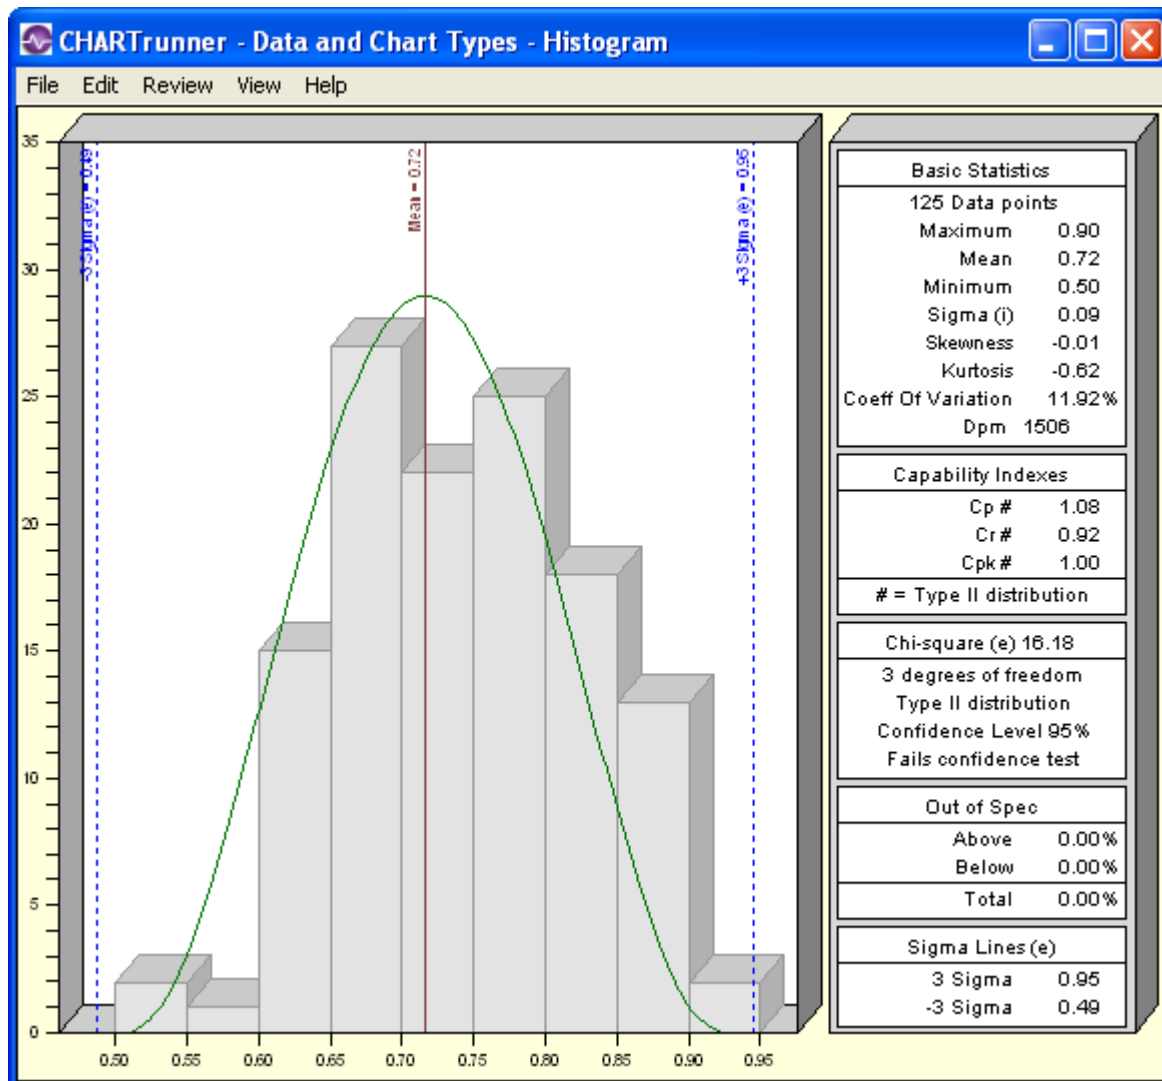 CHARTrunner - Data and Chart Types - Histogram
File Edit Review View Help
35
30
25
20
15
10
5
0
-3 Sigma (e) = 0.49
Mean = 0.72
+3 Sigma (e) = 0.95
0.50 0.55 0.60 0.65 0.70 0.75 0.80 0.85 0.90 0.95
Basic Statistics
125 Data points
Maximum 0.90
Mean 0.72
Minimum 0.50
Sigma (i) 0.09
Skewness -0.01
Kurtosis -0.62
Coeff Of Variation 11.92%
Dpm 1506
Capability Indexes
Cp # 1.08
Cr # 0.92
Cpk # 1.00
# = Type II distribution
Chi-square (e) 16.18
3 degrees of freedom
Type II distribution
Confidence Level 95%
Fails confidence test
Out of Spec
Above 0.00%
Below 0.00%
Total 0.00%
Sigma Lines (e)
3 Sigma 0.95
-3 Sigma 0.49